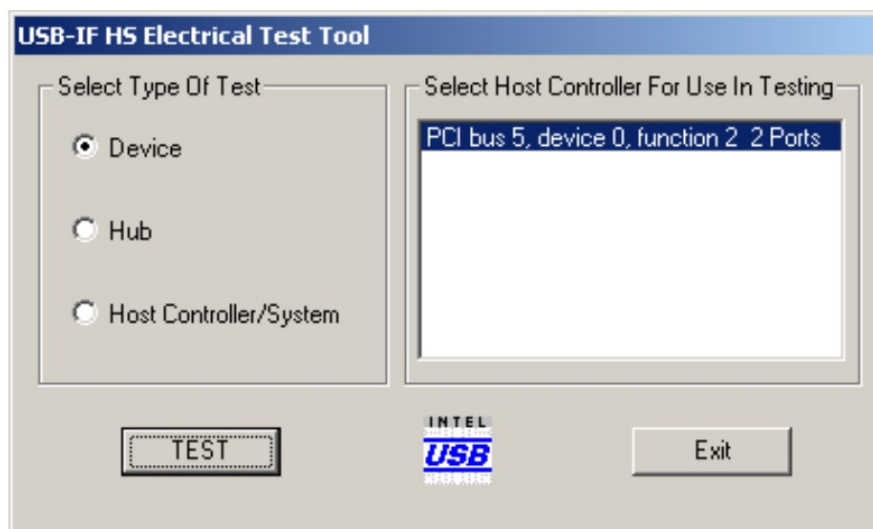 USB-IF HS Electrical Test Tool
Select Type Of Test
Device
Hub
Host Controller/System
Select Host Controller For Use In Testing
PCI bus 5, device 0, function 2  2 Ports
TEST
INTEL
USB
Exit